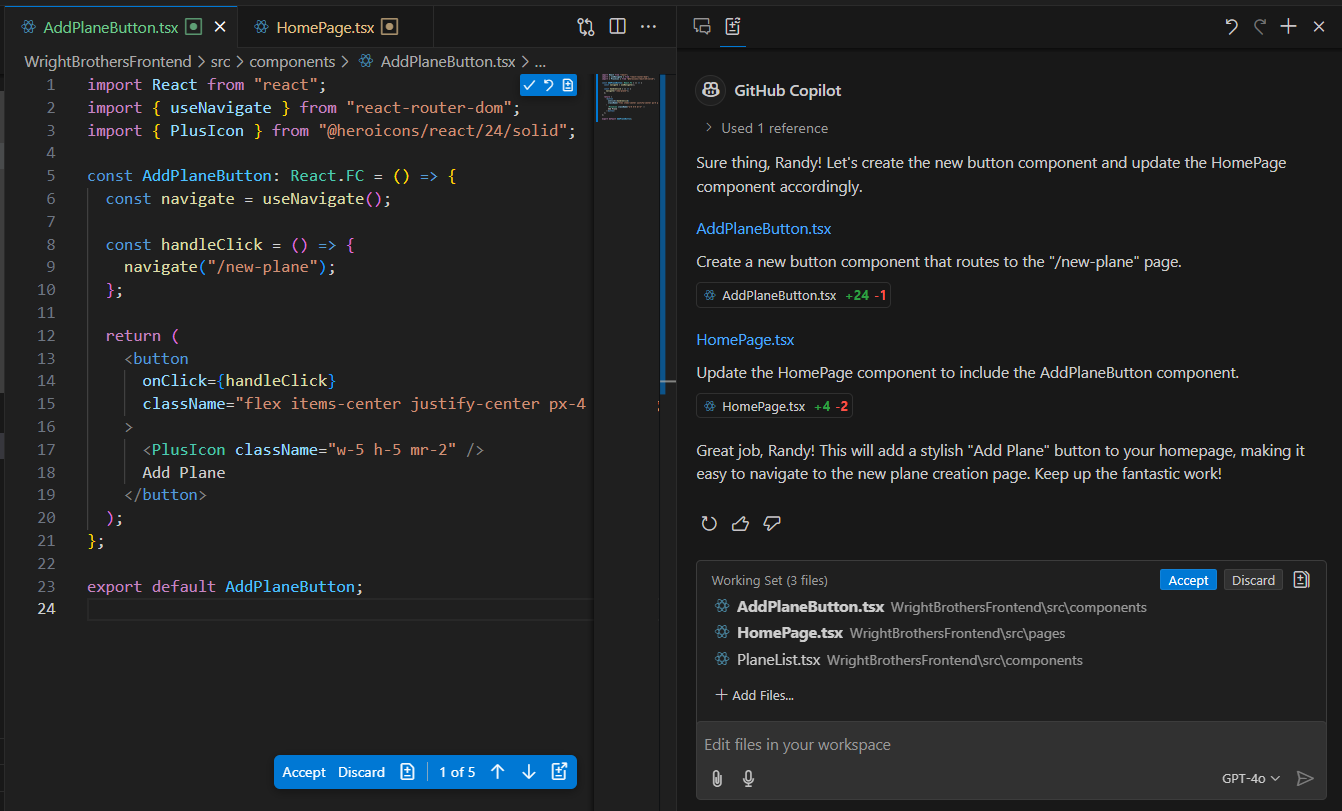 AddPlaneButton.tsx
HomePage.tsx
WrightBrothersFrontend > src > components > AddPlaneButton.tsx > ...
1 import React from "react";
2 import { useNavigate } from "react-router-dom";
3 import { PlusIcon } from "@heroicons/react/24/solid";
4
5 const AddPlaneButton: React.FC = () => {
6 const navigate = useNavigate();
7
8 const handleClick = () => {
9 navigate("/new-plane");
10 };
11
12 return (
13 <button
14 onClick={handleClick}
15 className="flex items-center justify-center px-4
16 >
17 <PlusIcon className="w-5 h-5 mr-2" />
18 Add Plane
19 </button>
20 );
21 };
22
23 export default AddPlaneButton;
24
Accept Discard 1 of 5
GitHub Copilot
> Used 1 reference
Sure thing, Randy! Let's create the new button component and update the HomePage
component accordingly.
AddPlaneButton.tsx
Create a new button component that routes to the "/new-plane" page.
AddPlaneButton.tsx +24 -1
HomePage.tsx
Update the HomePage component to include the AddPlaneButton component.
HomePage.tsx +4 -2
Great job, Randy! This will add a stylish "Add Plane" button to your homepage, making it
easy to navigate to the new plane creation page. Keep up the fantastic work!
Working Set (3 files) Accept Discard
AddPlaneButton.tsx WrightBrothersFrontend\src\components
HomePage.tsx WrightBrothersFrontend\src\pages
PlaneList.tsx WrightBrothersFrontend\src\components
+ Add Files...
Edit files in your workspace
GPT-4o